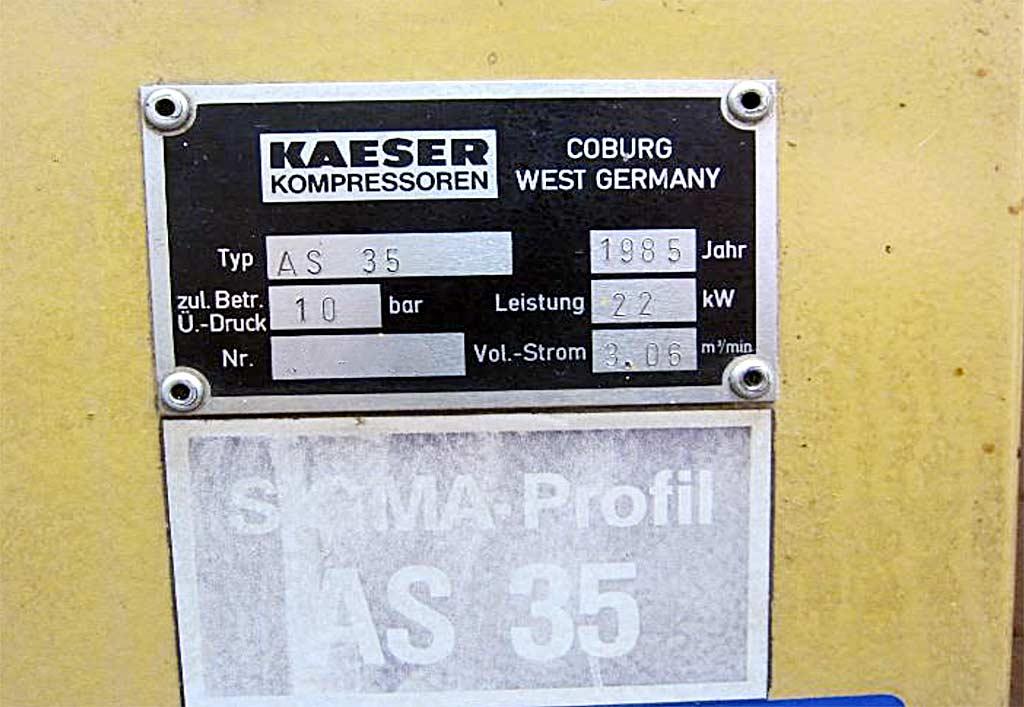 KAESER
KOMPRESSOREN
COBURG
WEST GERMANY
Typ AS 35 1985 Jahr
zul. Betr. Ü.-Druck 10 bar Leistung 22 kW
Nr. Vol.-Strom 3.06 m³/min
SIGMA-Profil
AS 35